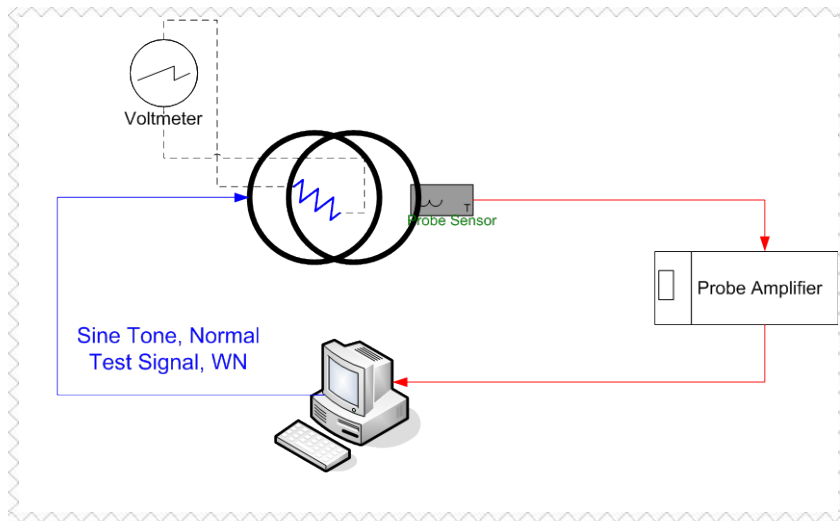 Voltmeter
T
Probe Sensor
Probe Amplifier
Sine Tone, Normal
Test Signal, WN